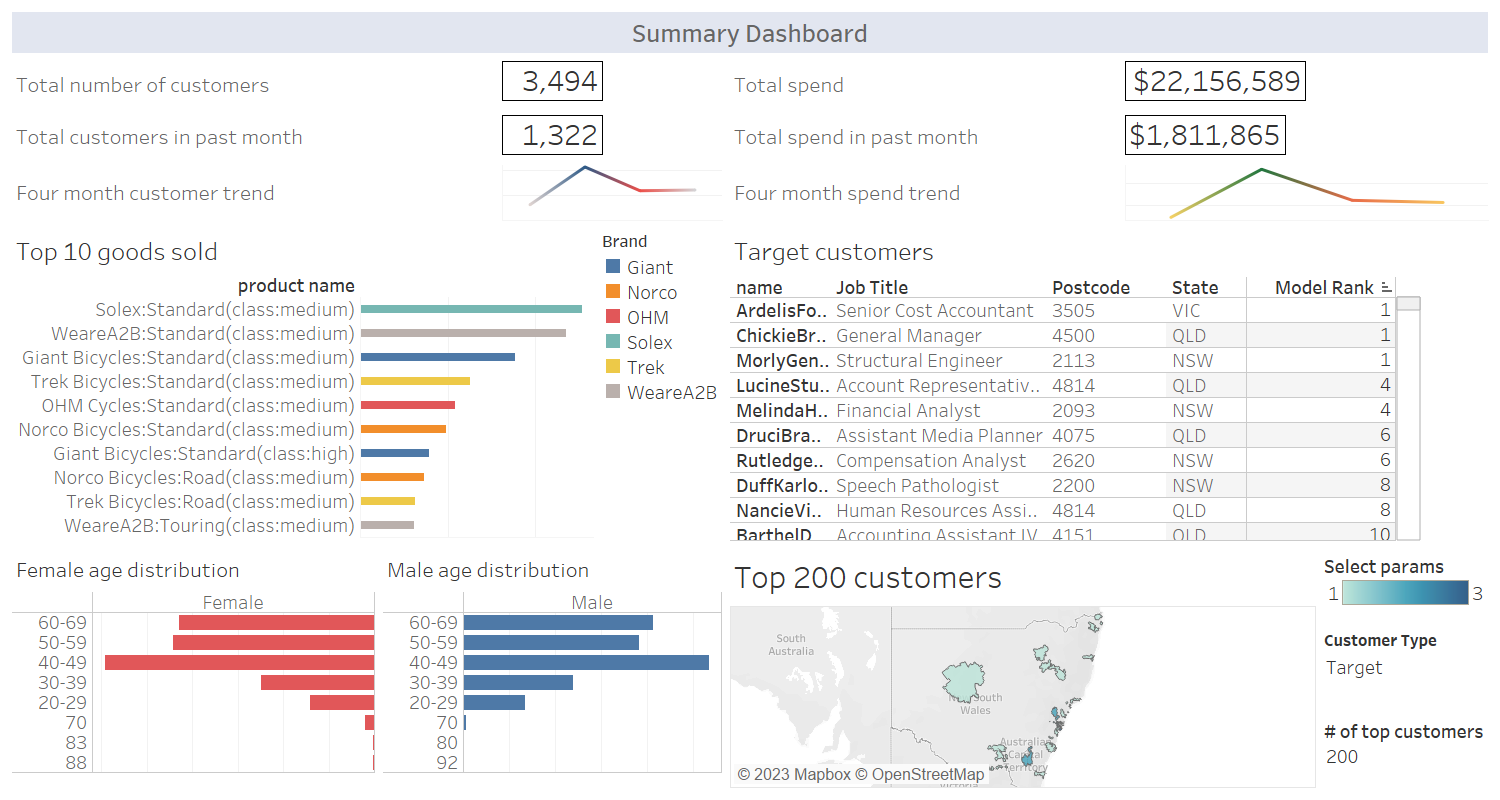 Summary Dashboard
Total number of customers 3,494
Total customers in past month 1,322
Four month customer trend
Total spend $22,156,589
Total spend in past month $1,811,865
Four month spend trend
Top 10 goods sold
product name
Solex:Standard(class:medium)
WeareA2B:Standard(class:medium)
Giant Bicycles:Standard(class:medium)
Trek Bicycles:Standard(class:medium)
OHM Cycles:Standard(class:medium)
Norco Bicycles:Standard(class:medium)
Giant Bicycles:Standard(class:high)
Norco Bicycles:Road(class:medium)
Trek Bicycles:Road(class:medium)
WeareA2B:Touring(class:medium)
Brand
Giant
Norco
OHM
Solex
Trek
WeareA2B
Target customers
name Job Title Postcode State Model Rank
ArdelisFo.. Senior Cost Accountant 3505 VIC 1
ChickieBr.. General Manager 4500 QLD 1
MorlyGen.. Structural Engineer 2113 NSW 1
LucineStu.. Account Representativ.. 4814 QLD 4
MelindaH.. Financial Analyst 2093 NSW 4
DruciBra.. Assistant Media Planner 4075 QLD 6
Rutledge.. Compensation Analyst 2620 NSW 6
DuffKarlo.. Speech Pathologist 2200 NSW 8
NancieVi.. Human Resources Assi.. 4814 QLD 8
BarthelD Accounting Assistant IV 4151 QLD 10
Female age distribution
Female
60-69
50-59
40-49
30-39
20-29
70
83
88
Male age distribution
Male
60-69
50-59
40-49
30-39
20-29
70
80
92
Top 200 customers
South
Australia
South
Wales
Australian
Capital
Territory
Victoria
© 2023 Mapbox © OpenStreetMap
Select params
1 3
Customer Type
Target
# of top customers
200